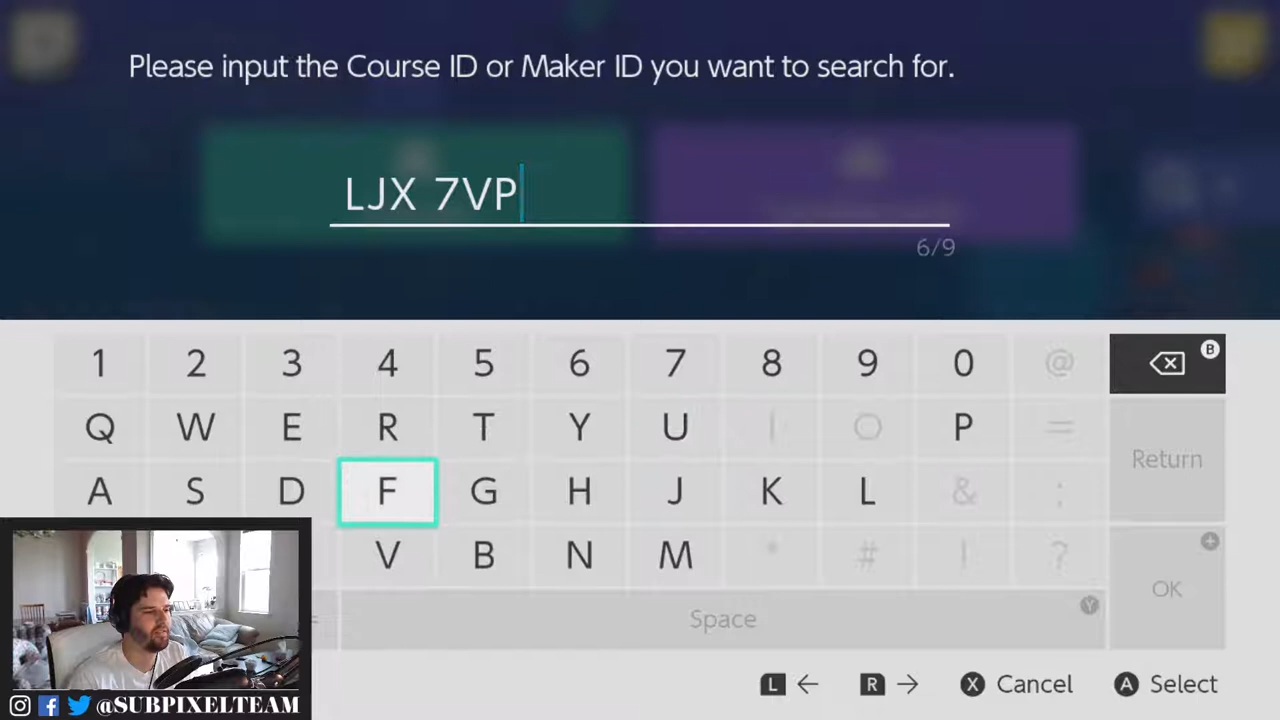 Please input the Course ID or Maker ID you want to search for.
LJX 7VP
6/9
1 2 3 4 5 6 7 8 9 0 @
B
Q W E R T Y U I O P =
Return
A S D F G H J K L & ;
V B N M * # ! ?
+
OK
Space
Y
L ← R → X Cancel A Select
@SUBPIXELTEAM